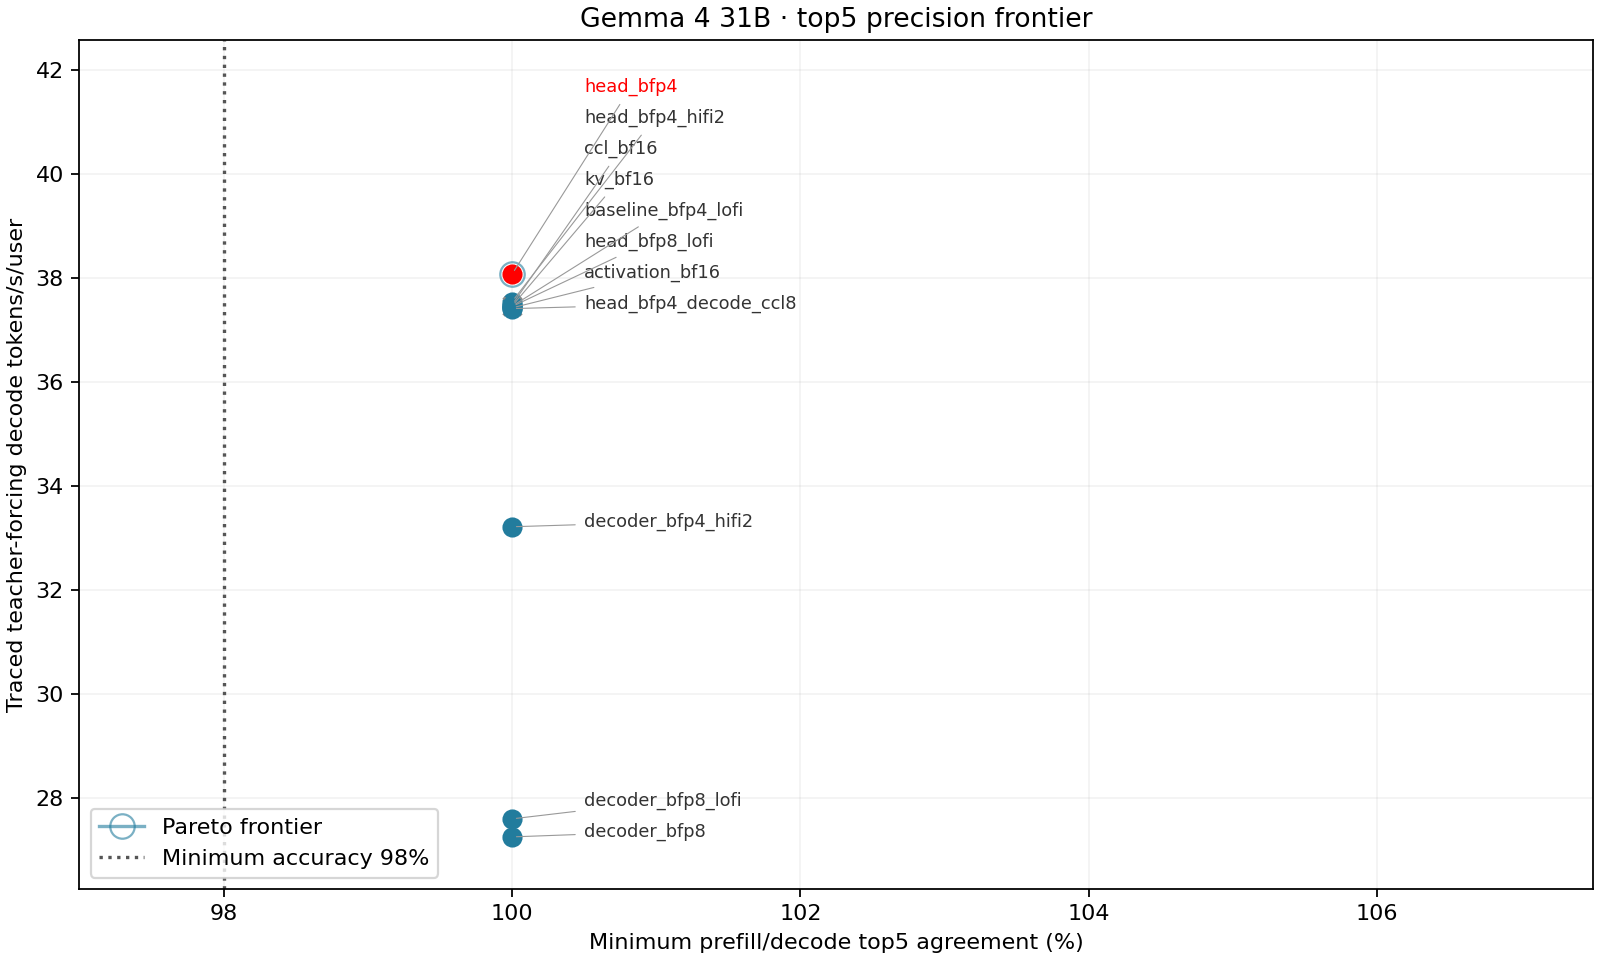 Gemma 4 31B · top5 precision frontier
Traced teacher-forcing decode tokens/s/user
42
40
38
36
34
32
30
28
head_bfp4
head_bfp4_hifi2
ccl_bf16
kv_bf16
baseline_bfp4_lofi
head_bfp8_lofi
activation_bf16
head_bfp4_decode_ccl8
decoder_bfp4_hifi2
decoder_bfp8_lofi
decoder_bfp8
Pareto frontier
Minimum accuracy 98%
98
100
102
104
106
Minimum prefill/decode top5 agreement (%)